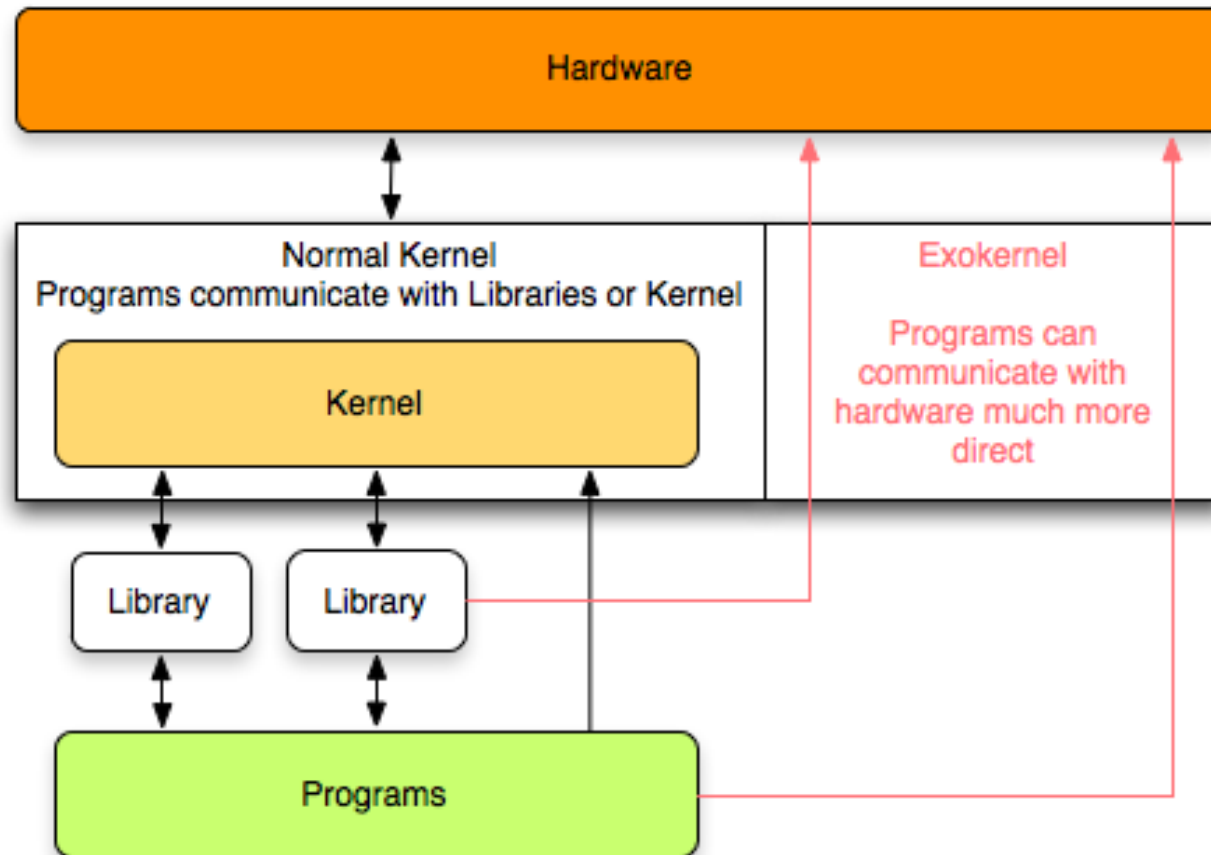 Hardware
Normal Kernel
Programs communicate with Libraries or Kernel
Kernel
Exokernel
Programs can
communicate with
hardware much more
direct
Library
Library
Programs